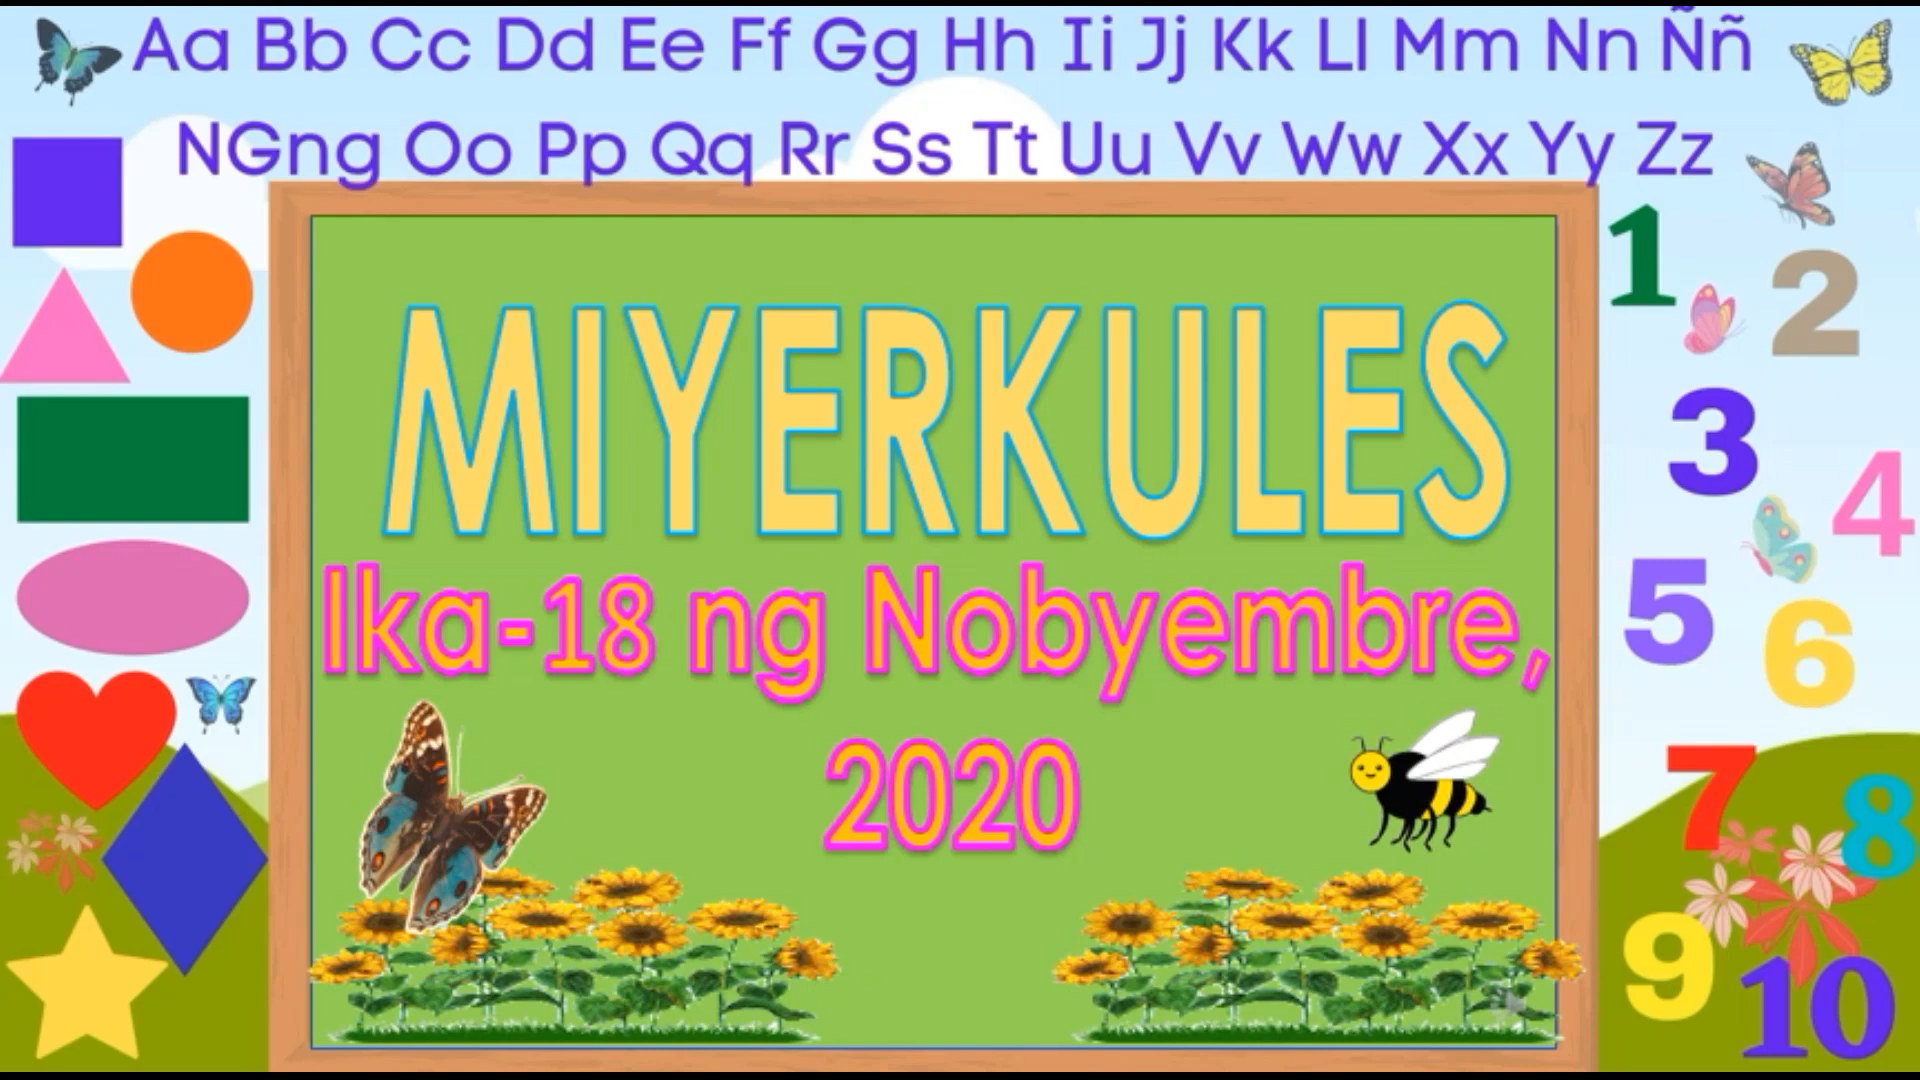 Aa Bb Cc Dd Ee Ff Gg Hh Ii Jj Kk Ll Mm Nn Ññ
NGng Oo Pp Qq Rr Ss Tt Uu Vv Ww Xx Yy Zz
MIYERKULES
Ika-18 ng Nobyembre,
2020
1
2
3
4
5
6
7
8
9
10